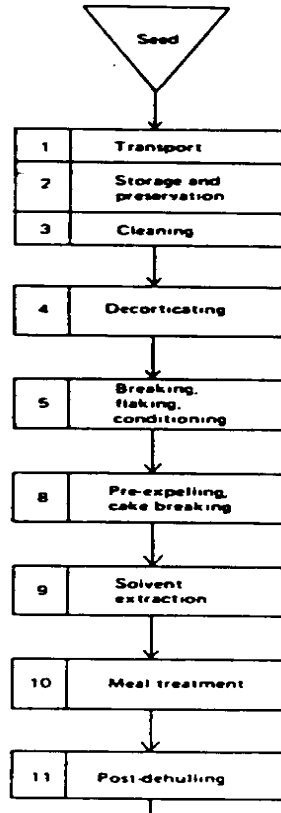 Seed
1 Transport
2 Storage and
preservation
3 Cleaning
4 Decorticating
Breaking,
5 flaking,
conditioning
8 Pre-expelling,
cake breaking
9 Solvent
extraction
10 Meal treatment
11 Post-dehulling